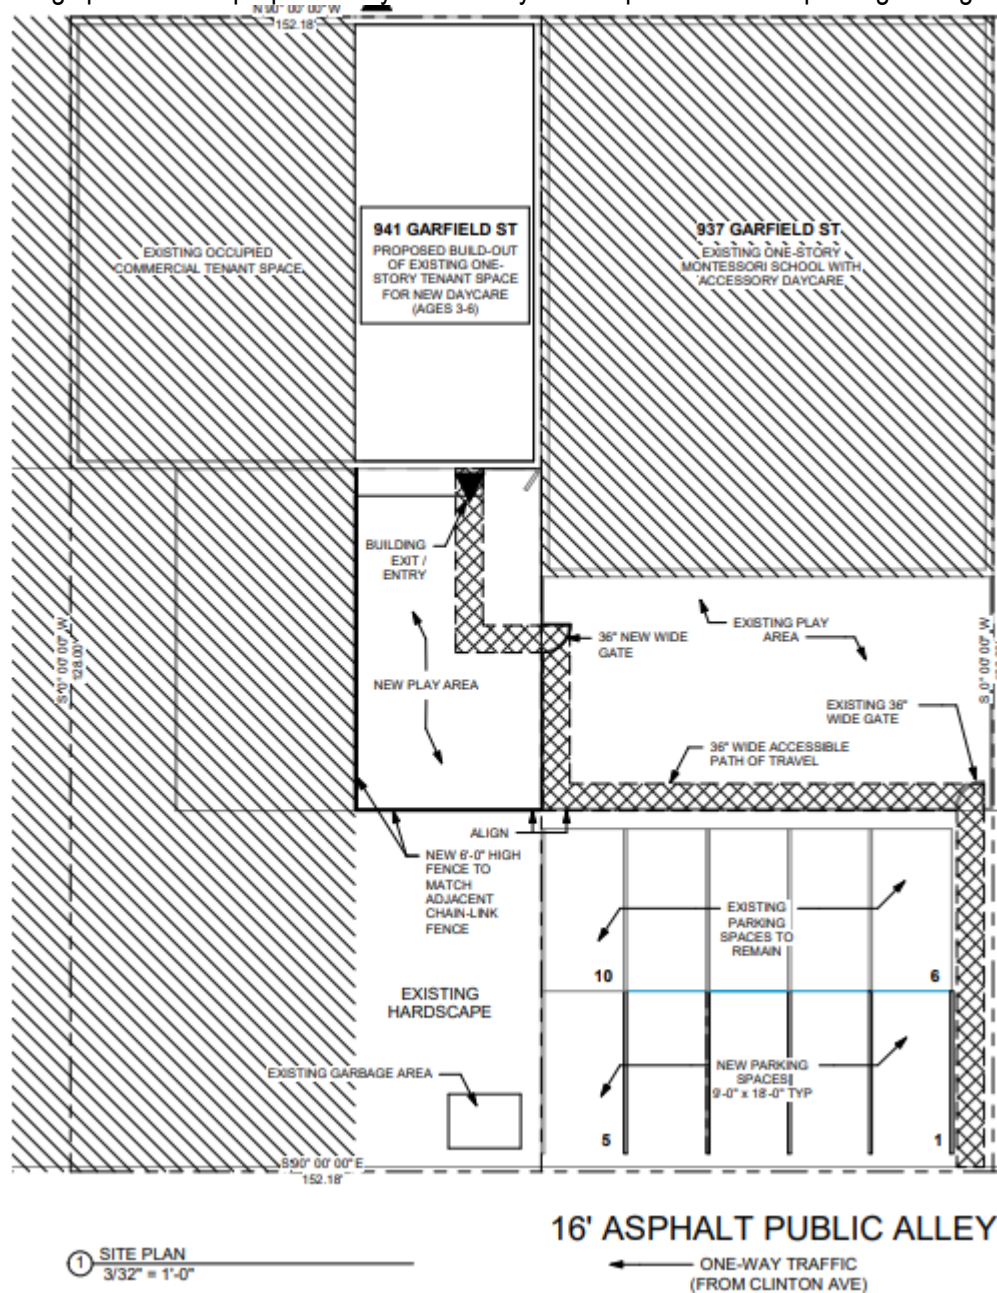 N 90° 00' 00" W
152.18'
941 GARFIELD ST
PROPOSED BUILD-OUT
OF EXISTING ONE-
STORY TENANT SPACE
FOR NEW DAYCARE
(AGES 3-6)
EXISTING OCCUPIED
COMMERCIAL TENANT SPACE
937 GARFIELD ST
EXISTING ONE-STORY
MONTESSORI SCHOOL WITH
ACCESSORY DAYCARE
BUILDING
EXIT /
ENTRY
36" NEW WIDE
GATE
EXISTING PLAY
AREA
S 0° 00' 00" W
128.00'
S 0° 00' 00" W
NEW PLAY AREA
EXISTING 36"
WIDE GATE
36" WIDE ACCESSIBLE
PATH OF TRAVEL
ALIGN
NEW 6'-0" HIGH
FENCE TO
MATCH
ADJACENT
CHAIN-LINK
FENCE
EXISTING
PARKING
SPACES TO
REMAIN
10
6
EXISTING
HARDSCAPE
EXISTING GARBAGE AREA
NEW PARKING
SPACES
9'-0" x 18'-0" TYP
5
1
S 90° 00' 00" E
152.18'
16' ASPHALT PUBLIC ALLEY
1
SITE PLAN
3/32" = 1'-0"
ONE-WAY TRAFFIC
(FROM CLINTON AVE)